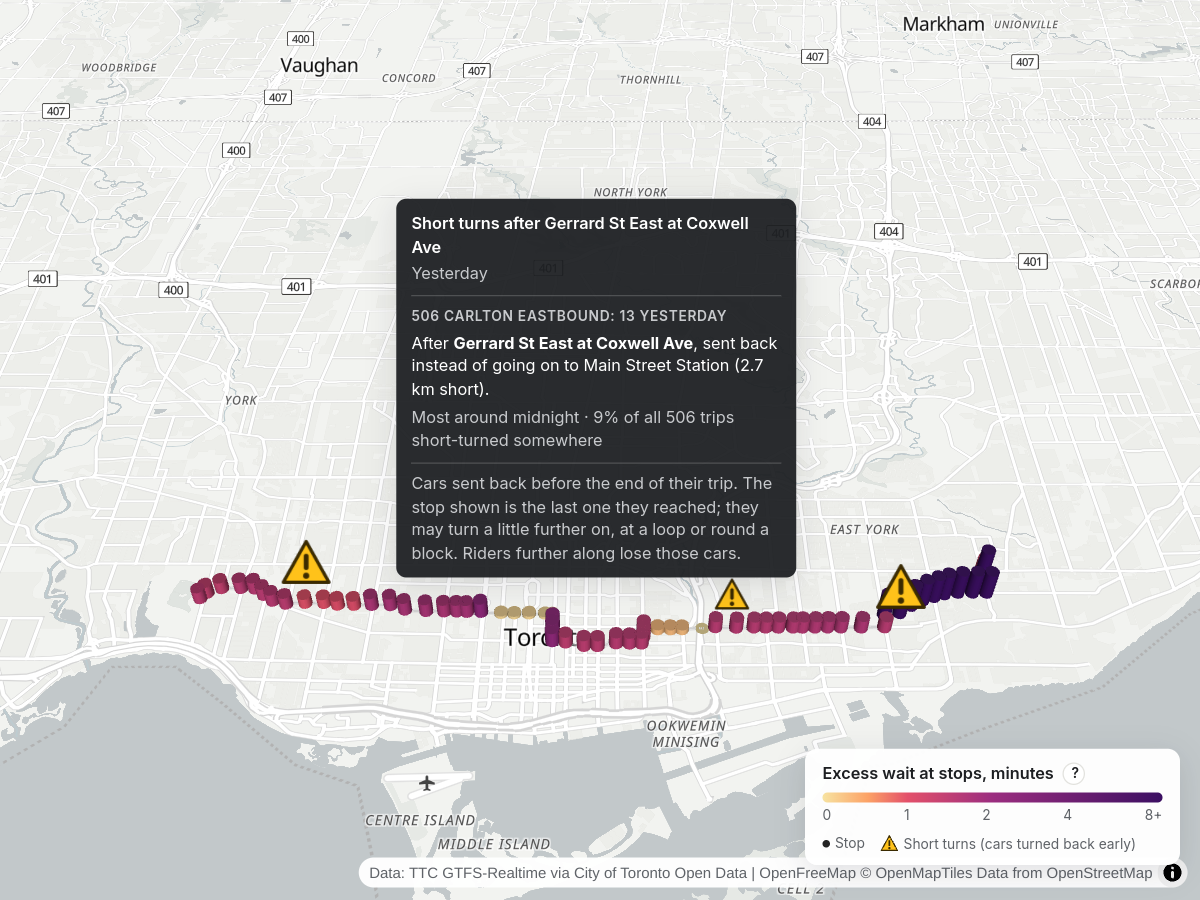 Markham
UNIONVILLE
400
WOODBRIDGE
Vaughan
CONCORD
407
THORNHILL
407
407
407
407
404
400
NORTH YORK
Short turns after Gerrard St East at Coxwell
Ave
401
404
Yesterday
401
401
401
400
401
SCARBOR
506 CARLTON EASTBOUND: 13 YESTERDAY
After Gerrard St East at Coxwell Ave, sent back
instead of going on to Main Street Station (2.7
km short).
YORK
Most around midnight · 9% of all 506 trips
short-turned somewhere
Cars sent back before the end of their trip. The
stop shown is the last one they reached; they
may turn a little further on, at a loop or round a
block. Riders further along lose those cars.
EAST YORK
OOKWEMIN
MINISING
Excess wait at stops, minutes ?
0 1 2 4 8+
Stop Short turns (cars turned back early)
CENTRE ISLAND
MIDDLE ISLAND
Data: TTC GTFS-Realtime via City of Toronto Open Data | OpenFreeMap © OpenMapTiles Data from OpenStreetMap